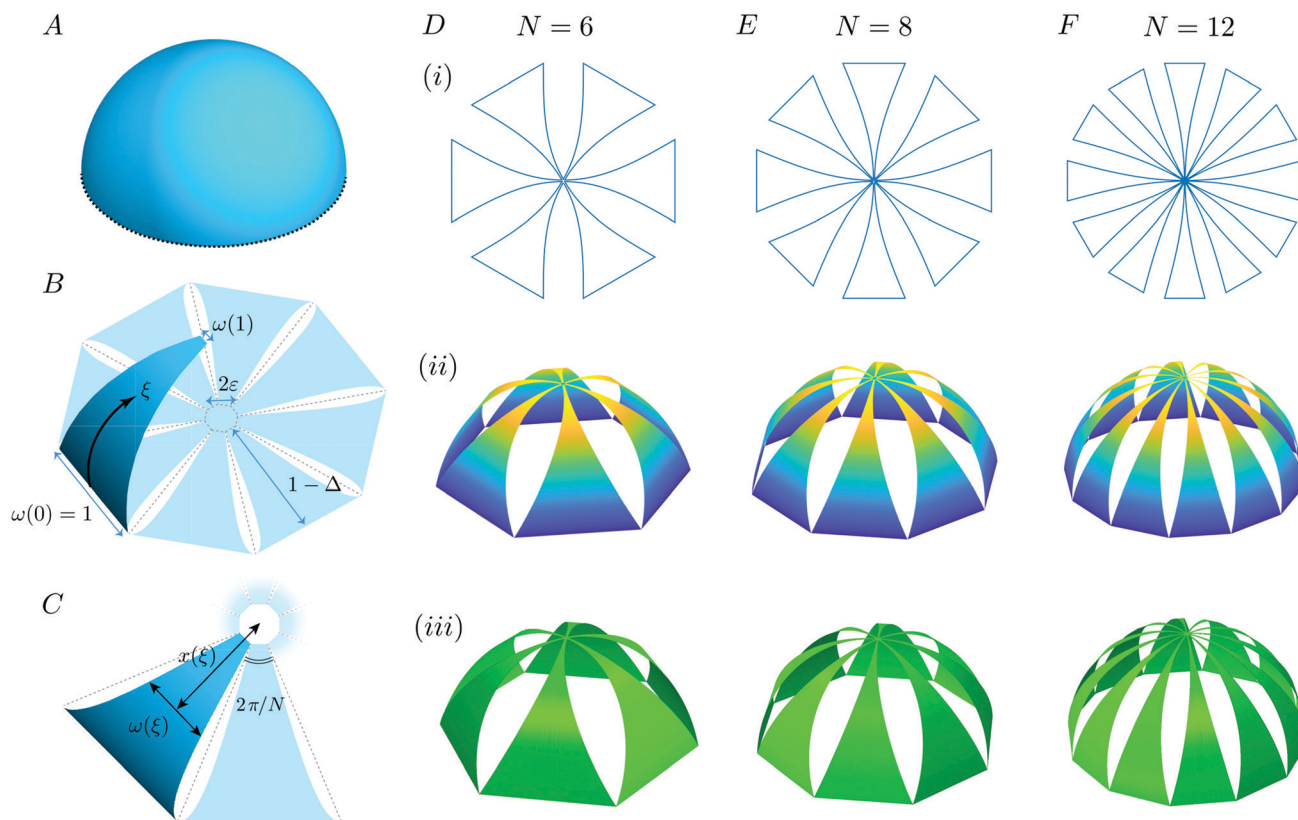 A
B
ω(1)
2ε
ξ
1 − Δ
ω(0) = 1
C
x(ξ)
ω(ξ)
2π/N
D N = 6 E N = 8 F N = 12
(i)
(ii)
(iii)